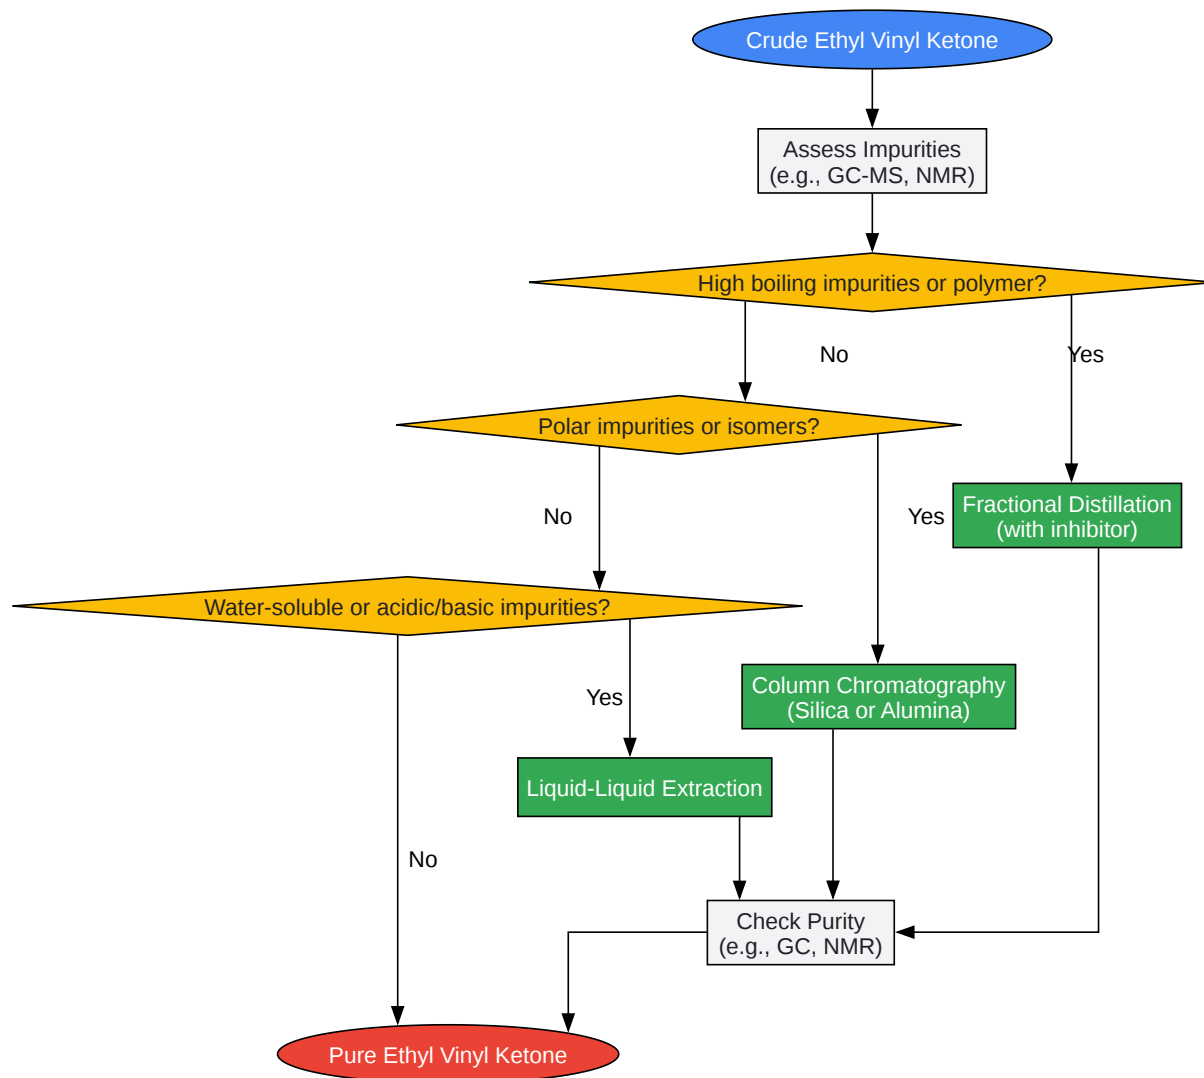 Crude Ethyl Vinyl Ketone
Assess Impurities
(e.g., GC-MS, NMR)
High boiling impurities or polymer?
No
Yes
Polar impurities or isomers?
Fractional Distillation
(with inhibitor)
No
Yes
Water-soluble or acidic/basic impurities?
Column Chromatography
(Silica or Alumina)
Yes
Liquid-Liquid Extraction
No
Check Purity
(e.g., GC, NMR)
Pure Ethyl Vinyl Ketone